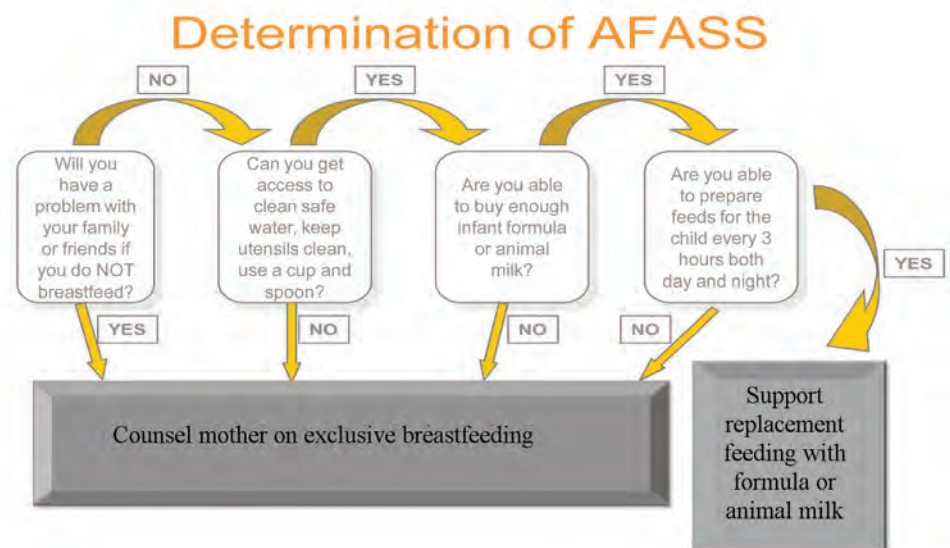 Determination of AFASS
NO
YES
YES
Will you
have a
problem with
your family
or friends if
you do NOT
breastfeed?
Can you get
access to
clean safe
water, keep
utensils clean,
use a cup and
spoon?
Are you able
to buy enough
infant formula
or animal
milk?
Are you able
to prepare
feeds for the
child every 3
hours both
day and night?
YES
YES
NO
NO
NO
Counsel mother on exclusive breastfeeding
Support
replacement
feeding with
formula or
animal milk